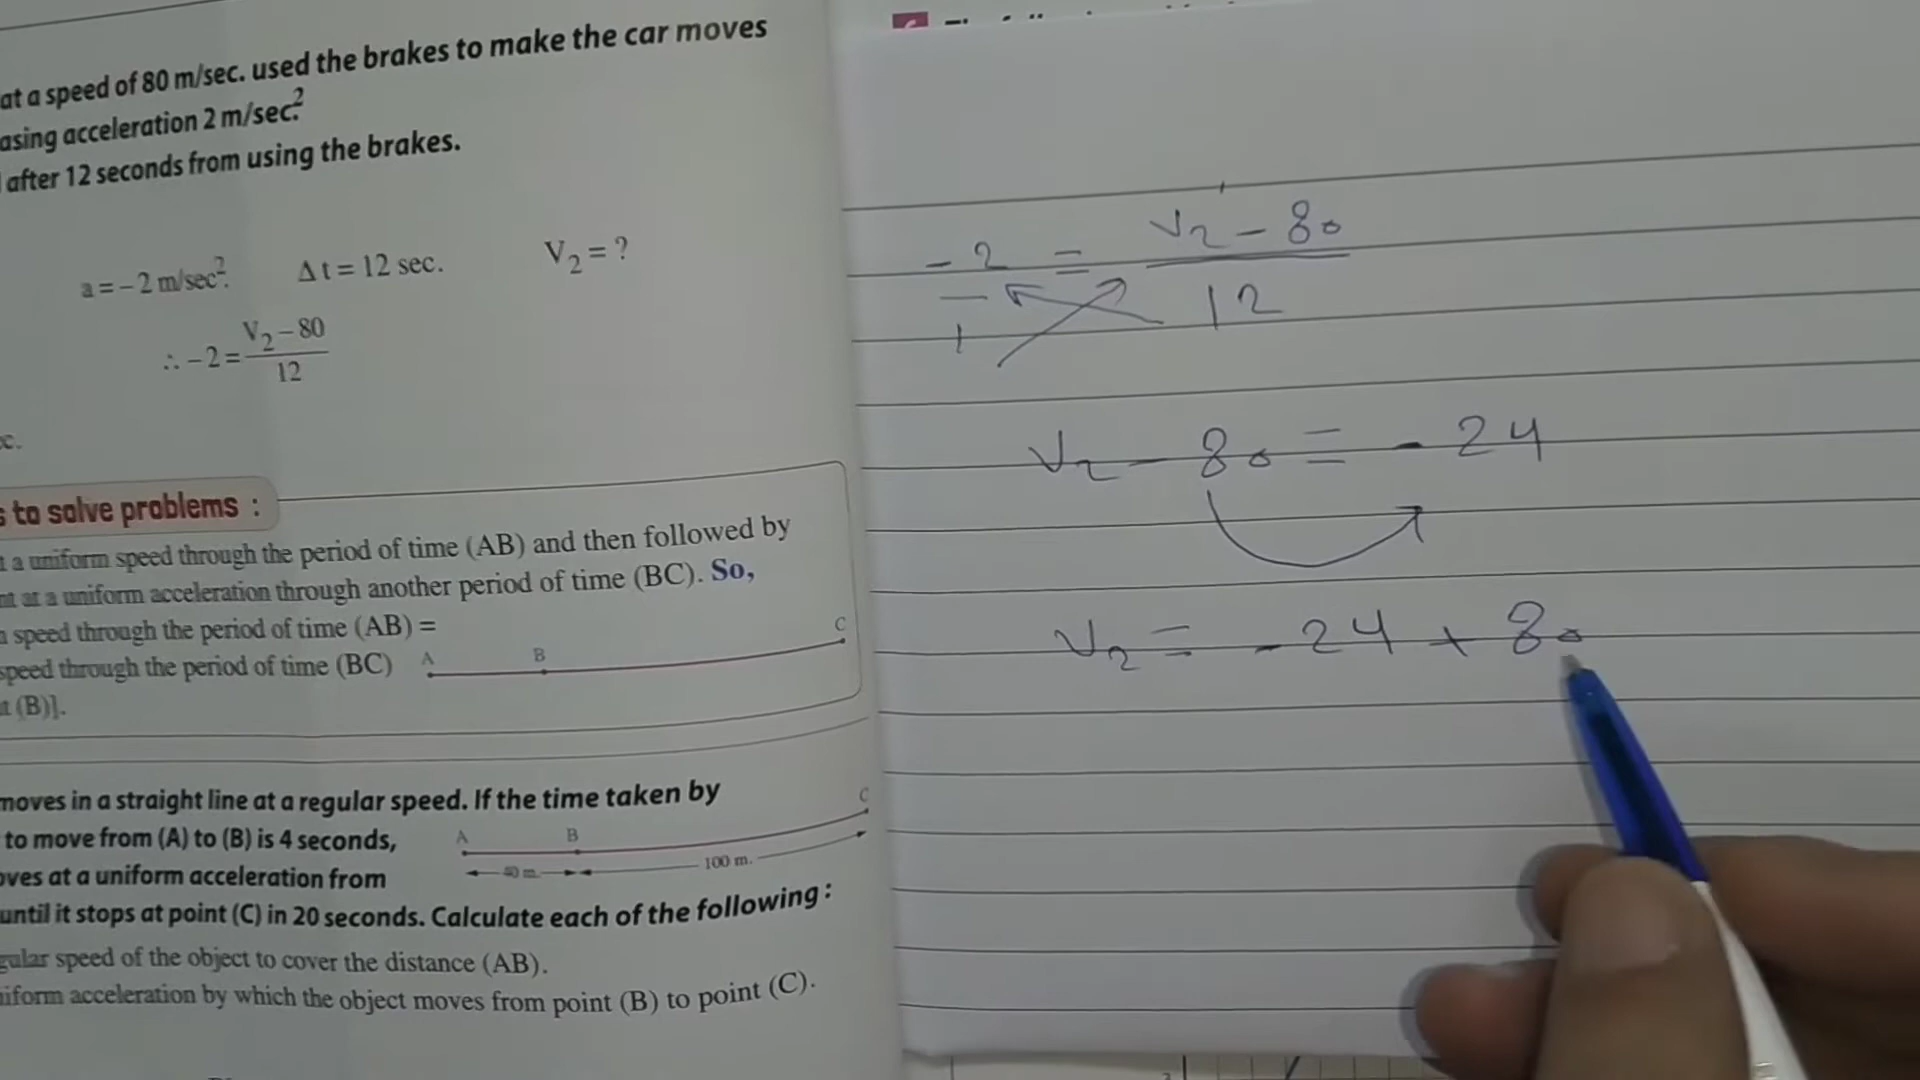 at a speed of 80 m/sec. used the brakes to make the car moves
asing acceleration 2 m/sec².
after 12 seconds from using the brakes.
a = – 2 m/sec². Δ t = 12 sec. V₂ = ?
∴ – 2 = V₂ – 80 / 12
c.
s to solve problems :
a uniform speed through the period of time (AB) and then followed by
at a uniform acceleration through another period of time (BC). So,
speed through the period of time (AB) =
speed through the period of time (BC)
A B C
t (B)].
moves in a straight line at a regular speed. If the time taken by
to move from (A) to (B) is 4 seconds,
A B C
40 m. 100 m.
oves at a uniform acceleration from
until it stops at point (C) in 20 seconds. Calculate each of the following :
gular speed of the object to cover the distance (AB).
iform acceleration by which the object moves from point (B) to point (C).
– 2 / 1 = V₂ – 80 / 12
V₂ – 80 = – 24
V₂ = – 24 + 80